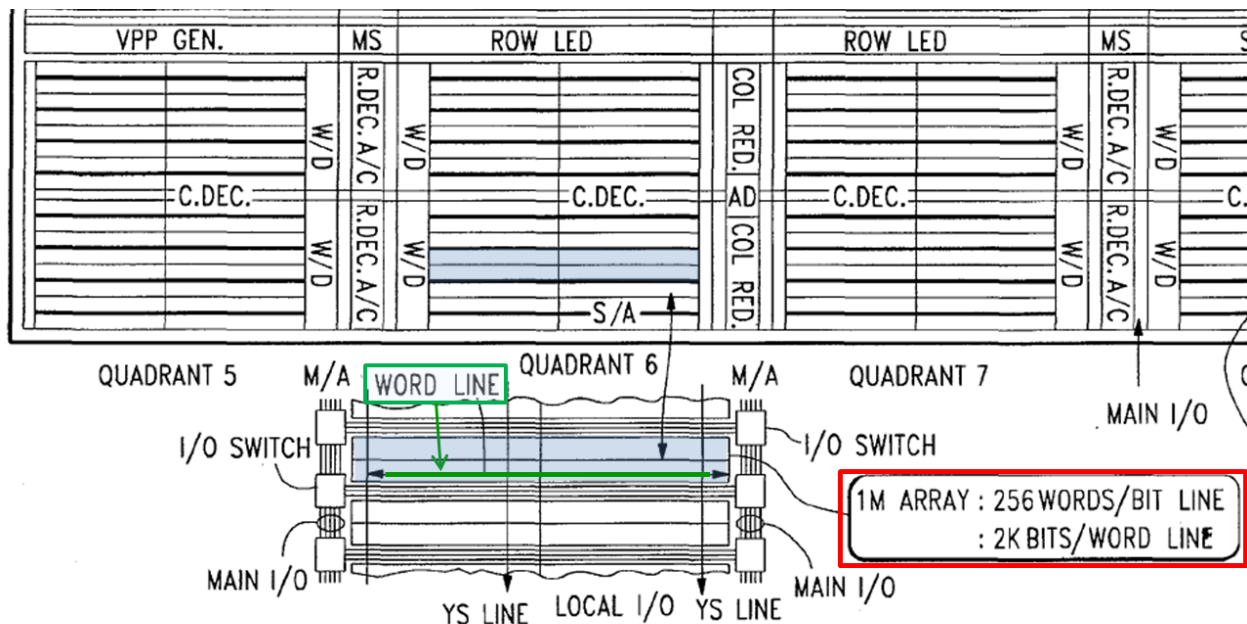 VPP GEN. MS ROW LED ROW LED MS S
W/D R.DEC. A/C W/D COL RED. W/D R.DEC. A/C W/D
C.DEC. C.DEC. AD C.DEC. C.
W/D R.DEC. A/C W/D COL RED. W/D R.DEC. A/C W/D
S/A
QUADRANT 5 M/A QUADRANT 6 M/A QUADRANT 7
WORD LINE
MAIN I/O
I/O SWITCH I/O SWITCH
1M ARRAY : 256 WORDS/BIT LINE
: 2K BITS/WORD LINE
MAIN I/O MAIN I/O
YS LINE LOCAL I/O YS LINE